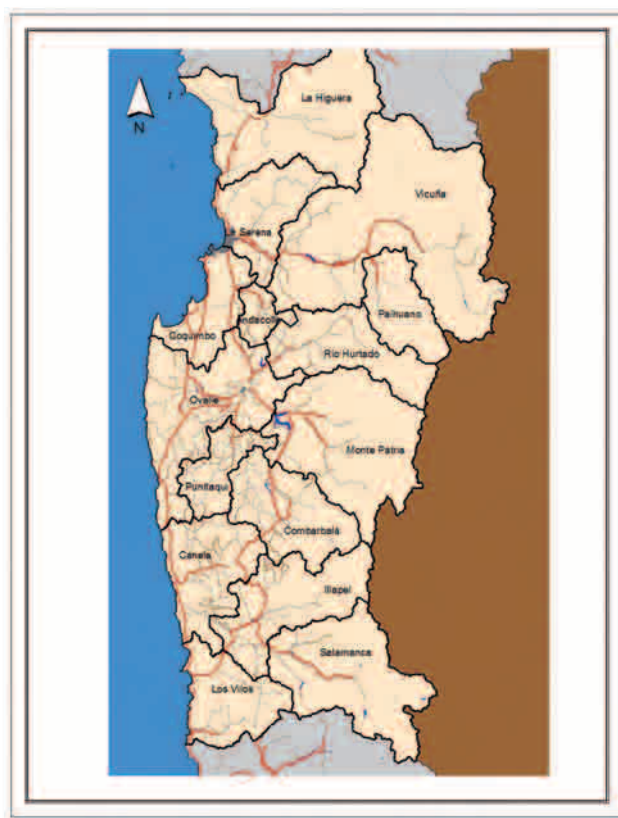 La Higuera
Vicuña
La Serena
Andacollo
Paihuano
Coquimbo
Río Hurtado
Ovalle
Monte Patria
Punitaqui
Combarbalá
Canela
Illapel
Salamanca
Los Vilos
N